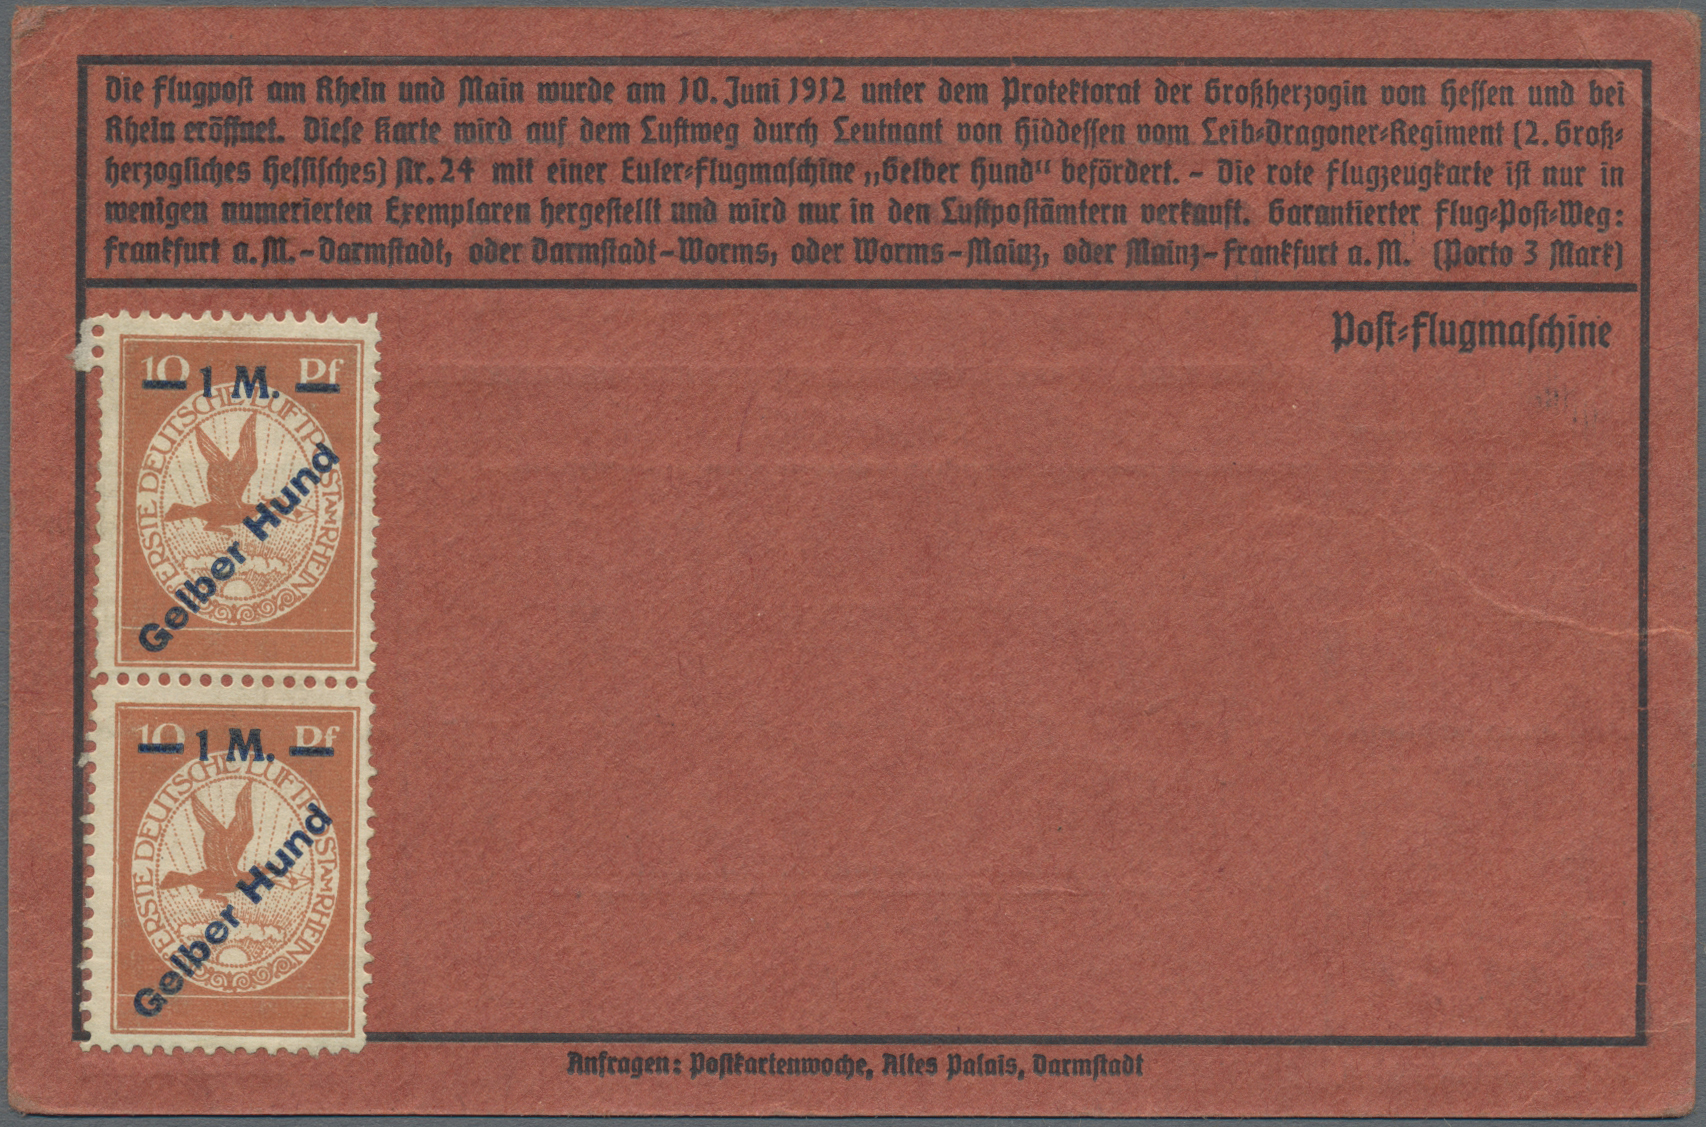 Die Flugpost am Rhein und Main wurde am 10. Juni 1912 unter dem Protektorat der Großherzogin von Hessen und bei
Rhein eröffnet. Diese Karte wird auf dem Luftweg durch Leutnant von Hiddessen vom Leib-Dragoner-Regiment (2. Groß-
herzogliches Hessisches) Nr. 24 mit einer Euler-Flugmaschine „Gelber Hund“ befördert. - Die rote Flugzeugkarte ist nur in
wenigen numerierten Exemplaren hergestellt und wird nur in den Luftpostämtern verkauft. Garantierter Flug-Post-Weg:
Frankfurt a. M. - Darmstadt, oder Darmstadt - Worms, oder Worms - Mainz, oder Mainz - Frankfurt a. M. (Porto 3 Mark)
Post-Flugmaschine
10 Pf
1 M.
ERSTE DEUTSCHE LUFTPOST AM RHEIN
Gelber Hund
10 Pf
1 M.
ERSTE DEUTSCHE LUFTPOST AM RHEIN
Gelber Hund
Anfragen: Postkartenwoche, Altes Palais, Darmstadt